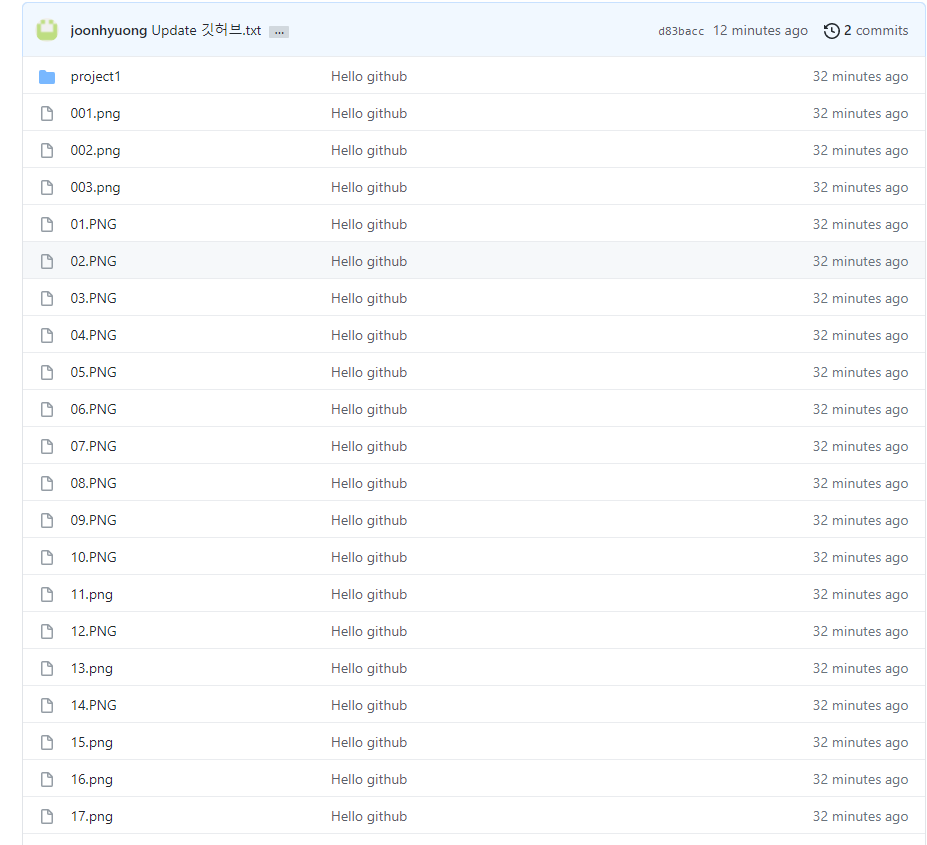 joonhyuong Update 깃허브.txt ... d83bacc 12 minutes ago 2 commits
project1 Hello github 32 minutes ago
001.png Hello github 32 minutes ago
002.png Hello github 32 minutes ago
003.png Hello github 32 minutes ago
01.PNG Hello github 32 minutes ago
02.PNG Hello github 32 minutes ago
03.PNG Hello github 32 minutes ago
04.PNG Hello github 32 minutes ago
05.PNG Hello github 32 minutes ago
06.PNG Hello github 32 minutes ago
07.PNG Hello github 32 minutes ago
08.PNG Hello github 32 minutes ago
09.PNG Hello github 32 minutes ago
10.PNG Hello github 32 minutes ago
11.png Hello github 32 minutes ago
12.PNG Hello github 32 minutes ago
13.png Hello github 32 minutes ago
14.PNG Hello github 32 minutes ago
15.png Hello github 32 minutes ago
16.png Hello github 32 minutes ago
17.png Hello github 32 minutes ago